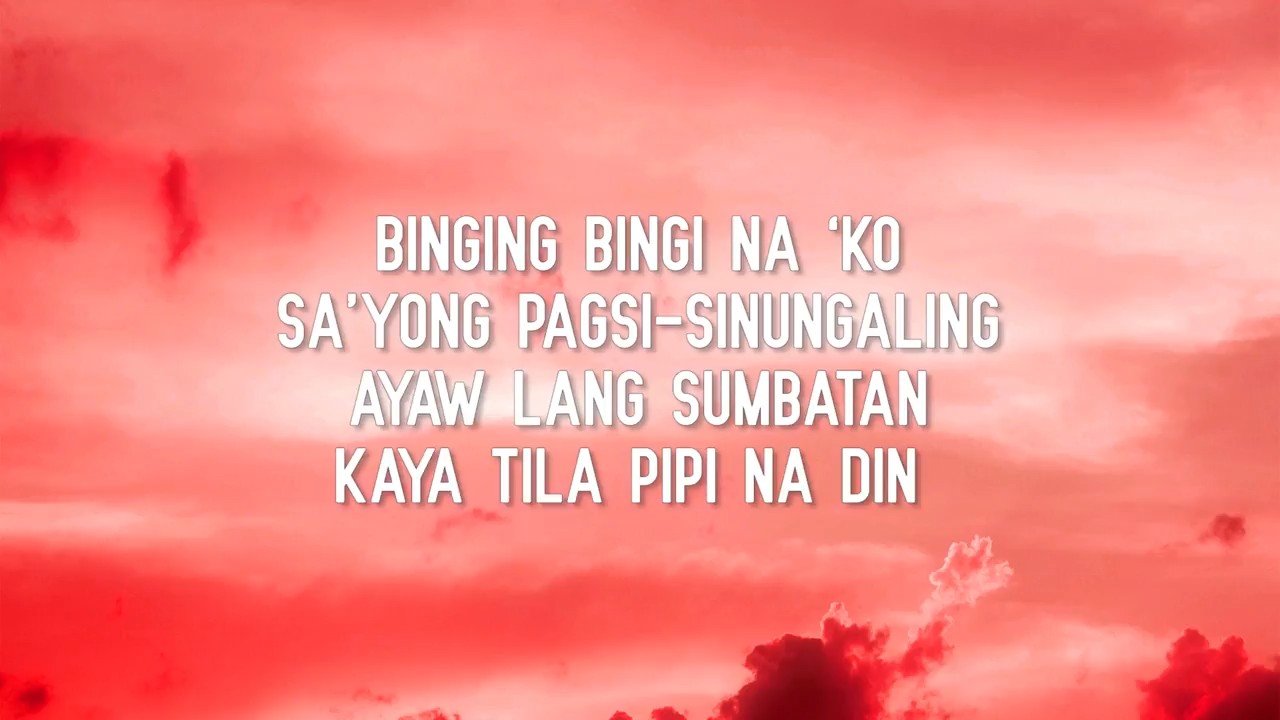 BINGING BINGI NA ‘KO
SA’YONG PAGSI-SINUNGALING
AYAW LANG SUMBATAN
KAYA TILA PIPI NA DIN